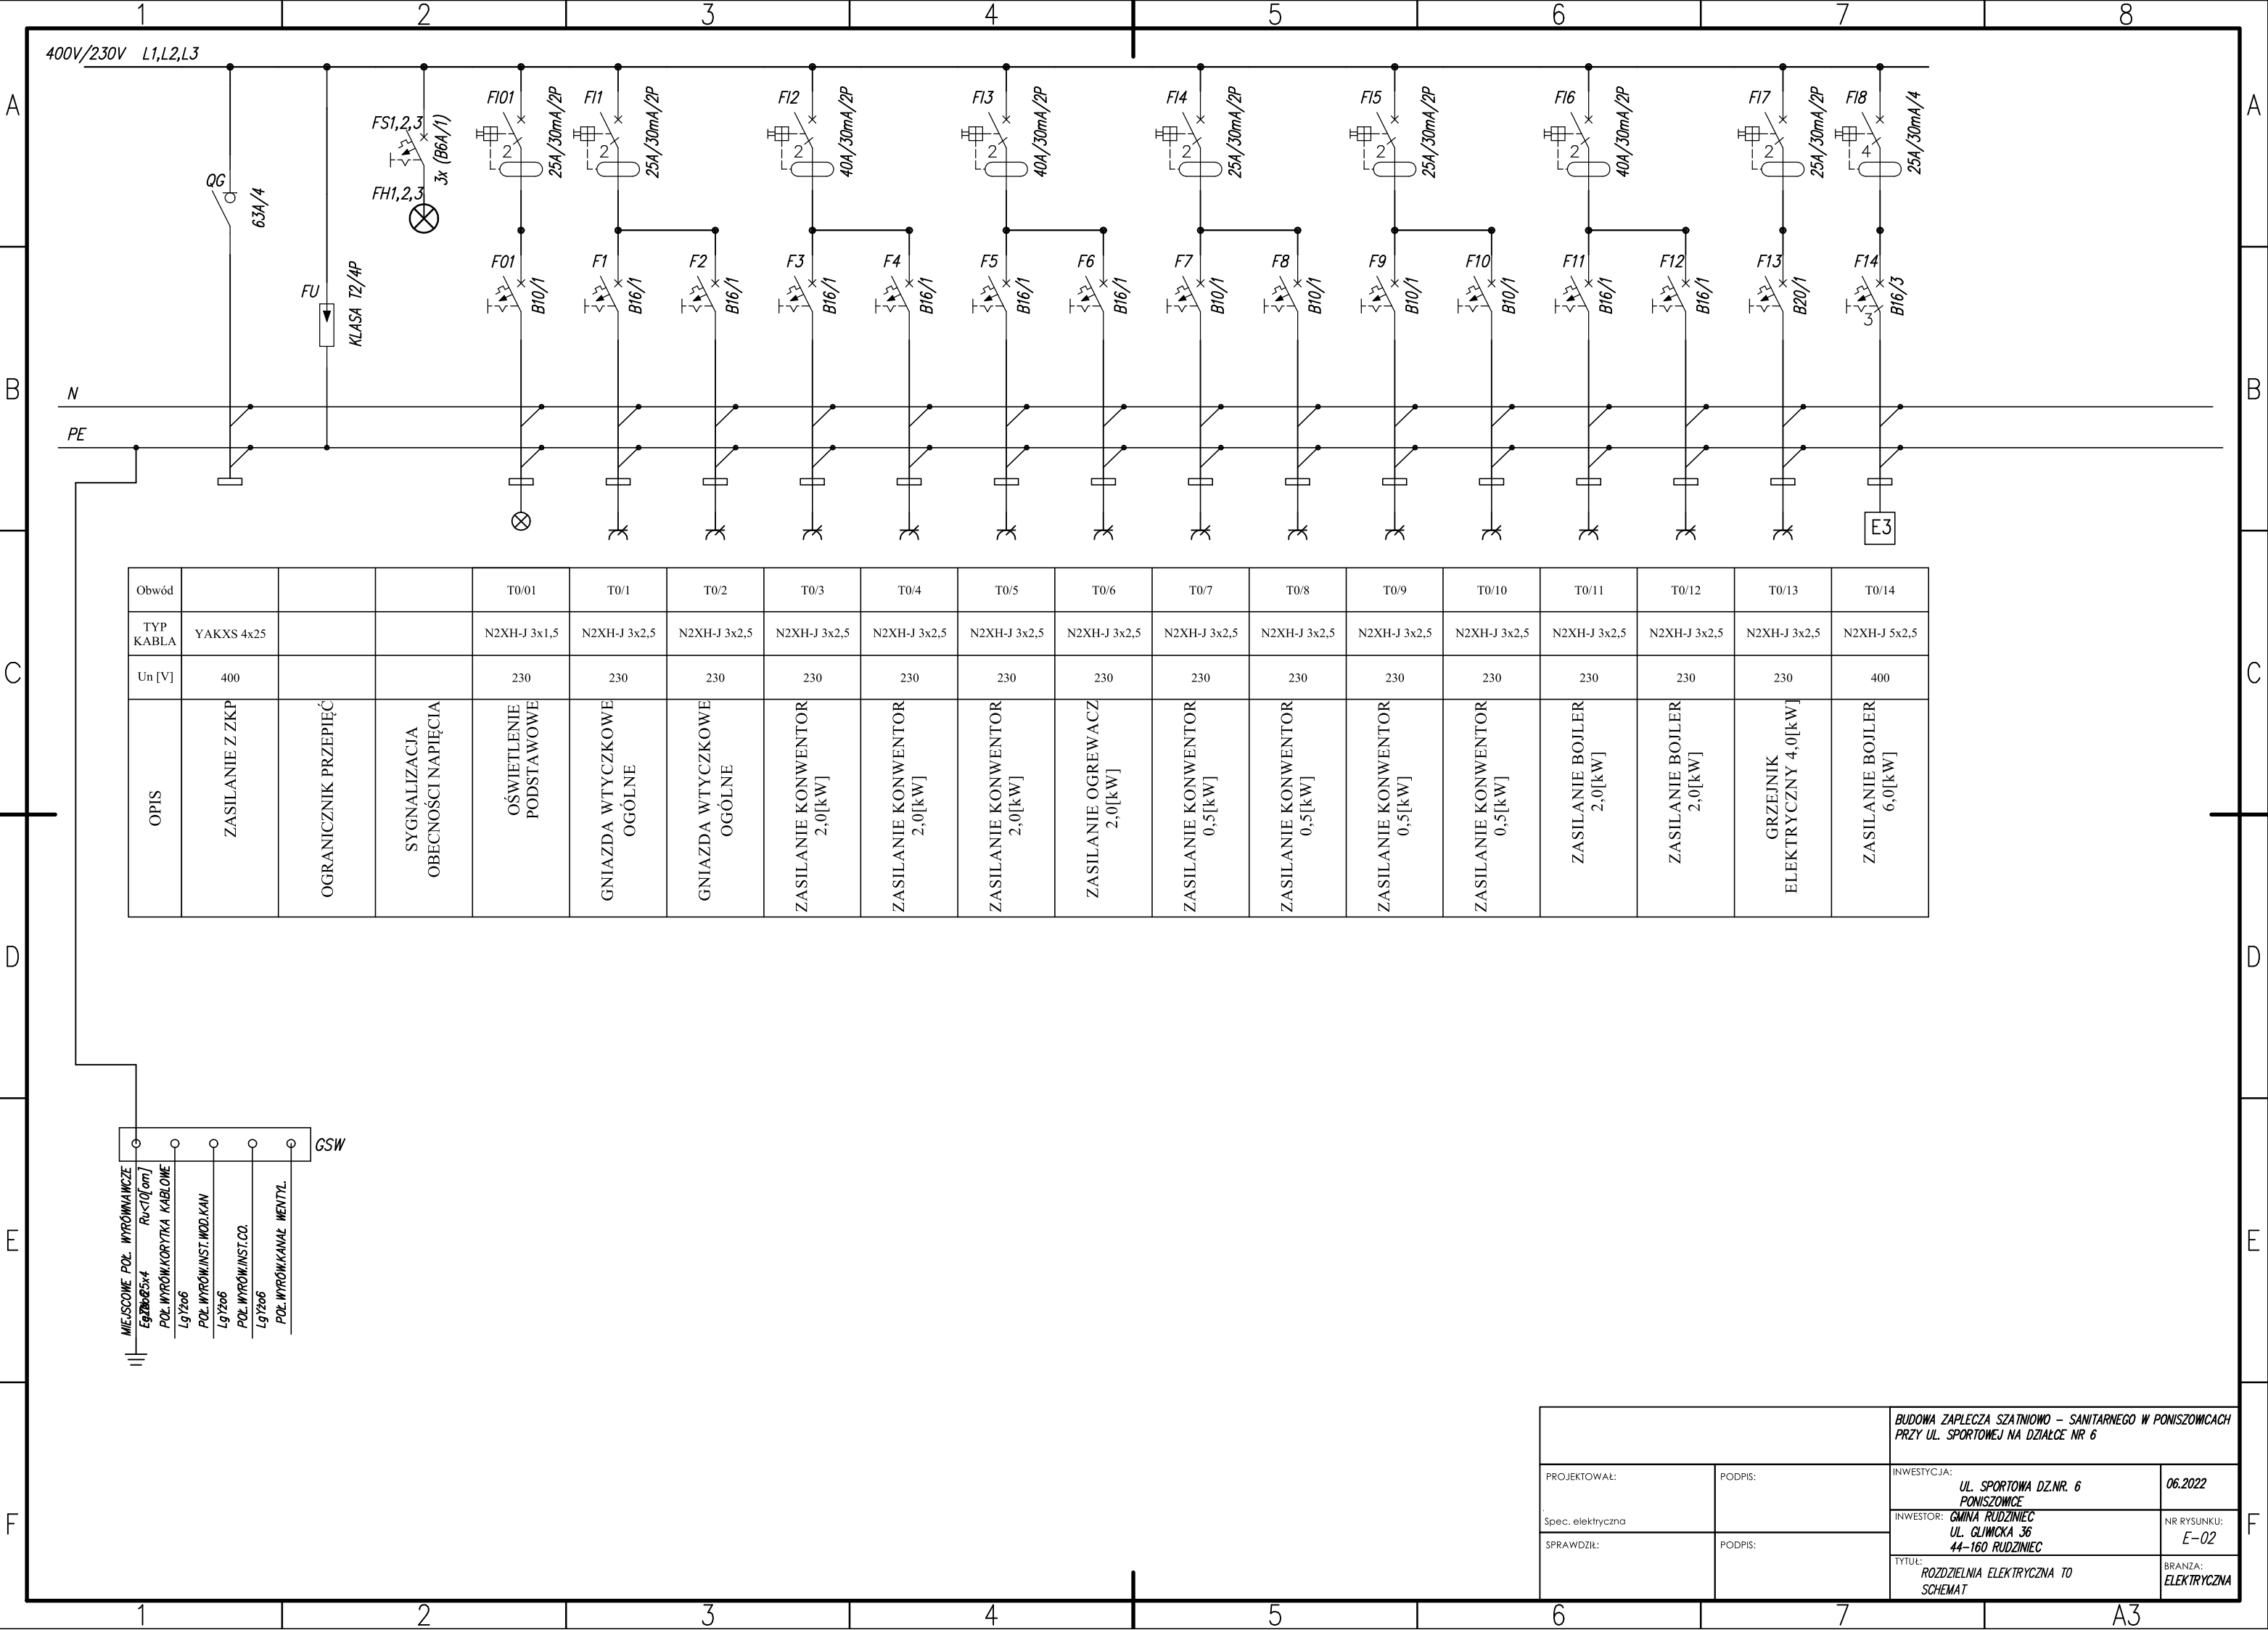 1 2 3 4 5 6 7 8
A A
B B
C C
D D
E E
F F
400V/230V L1,L2,L3
QG
63A/4
FU
KLASA T2/4P
FS1,2,3
3x (B6A/1)
FH1,2,3
FI01
25A/30mA/2P
2
FI1
25A/30mA/2P
2
FI2
40A/30mA/2P
2
FI3
40A/30mA/2P
2
FI4
25A/30mA/2P
2
FI5
25A/30mA/2P
2
FI6
40A/30mA/2P
2
FI7
25A/30mA/2P
2
FI8
25A/30mA/4
4
F01
B10/1
F1
B16/1
F2
B16/1
F3
B16/1
F4
B16/1
F5
B16/1
F6
B16/1
F7
B10/1
F8
B10/1
F9
B10/1
F10
B10/1
F11
B16/1
F12
B16/1
F13
B20/1
F14
B16/3
3
N
PE
E3
Obwód T0/01 T0/1 T0/2 T0/3 T0/4 T0/5 T0/6 T0/7 T0/8 T0/9 T0/10 T0/11 T0/12 T0/13 T0/14
TYP
KABLA
YAKXS 4x25 N2XH-J 3x1,5 N2XH-J 3x2,5 N2XH-J 3x2,5 N2XH-J 3x2,5 N2XH-J 3x2,5 N2XH-J 3x2,5 N2XH-J 3x2,5 N2XH-J 3x2,5 N2XH-J 3x2,5 N2XH-J 3x2,5 N2XH-J 3x2,5 N2XH-J 3x2,5 N2XH-J 3x2,5 N2XH-J 3x2,5 N2XH-J 5x2,5
Un [V] 400 230 230 230 230 230 230 230 230 230 230 230 230 230 230 400
OPIS
ZASILANIE Z ZKP
OGRANICZNIK PRZEPIĘĆ
SYGNALIZACJA
OBECNOŚCI NAPIĘCIA
OŚWIETLENIE
PODSTAWOWE
GNIAZDA WTYCZKOWE
OGÓLNE
GNIAZDA WTYCZKOWE
OGÓLNE
ZASILANIE KONWENTOR
2,0[kW]
ZASILANIE KONWENTOR
2,0[kW]
ZASILANIE KONWENTOR
2,0[kW]
ZASILANIE OGREWACZ
2,0[kW]
ZASILANIE KONWENTOR
0,5[kW]
ZASILANIE KONWENTOR
0,5[kW]
ZASILANIE KONWENTOR
0,5[kW]
ZASILANIE KONWENTOR
0,5[kW]
ZASILANIE BOJLER
2,0[kW]
ZASILANIE BOJLER
2,0[kW]
GRZEJNIK
ELEKTRYCZNY 4,0[kW]
ZASILANIE BOJLER
6,0[kW]
GSW
MIEJSCOWE POŁ. WYRÓWNAWCZE
Ru<10[om]
POŁ.WYRÓW.KORYTKA KABLOWE
LgYżo6
POŁ.WYRÓW.INST.WOD.KAN
LgYżo6
POŁ.WYRÓW.INST.CO.
LgYżo6
POŁ.WYRÓW.KANAŁ WENTYL.
BUDOWA ZAPLECZA SZATNIOWO – SANITARNEGO W PONISZOWICACH
PRZY UL. SPORTOWEJ NA DZIAŁCE NR 6
PROJEKTOWAŁ:
Spec. elektryczna
PODPIS:
SPRAWDZIŁ:
PODPIS:
INWESTYCJA:
UL. SPORTOWA DZ.NR. 6
PONISZOWICE
06.2022
INWESTOR: GMINA RUDZINIEC
UL. GLIWICKA 36
44-160 RUDZINIEC
NR RYSUNKU:
E-02
TYTUŁ:
ROZDZIELNIA ELEKTRYCZNA T0
SCHEMAT
BRANŻA:
ELEKTRYCZNA
1 2 3 4 5 6 7 A3